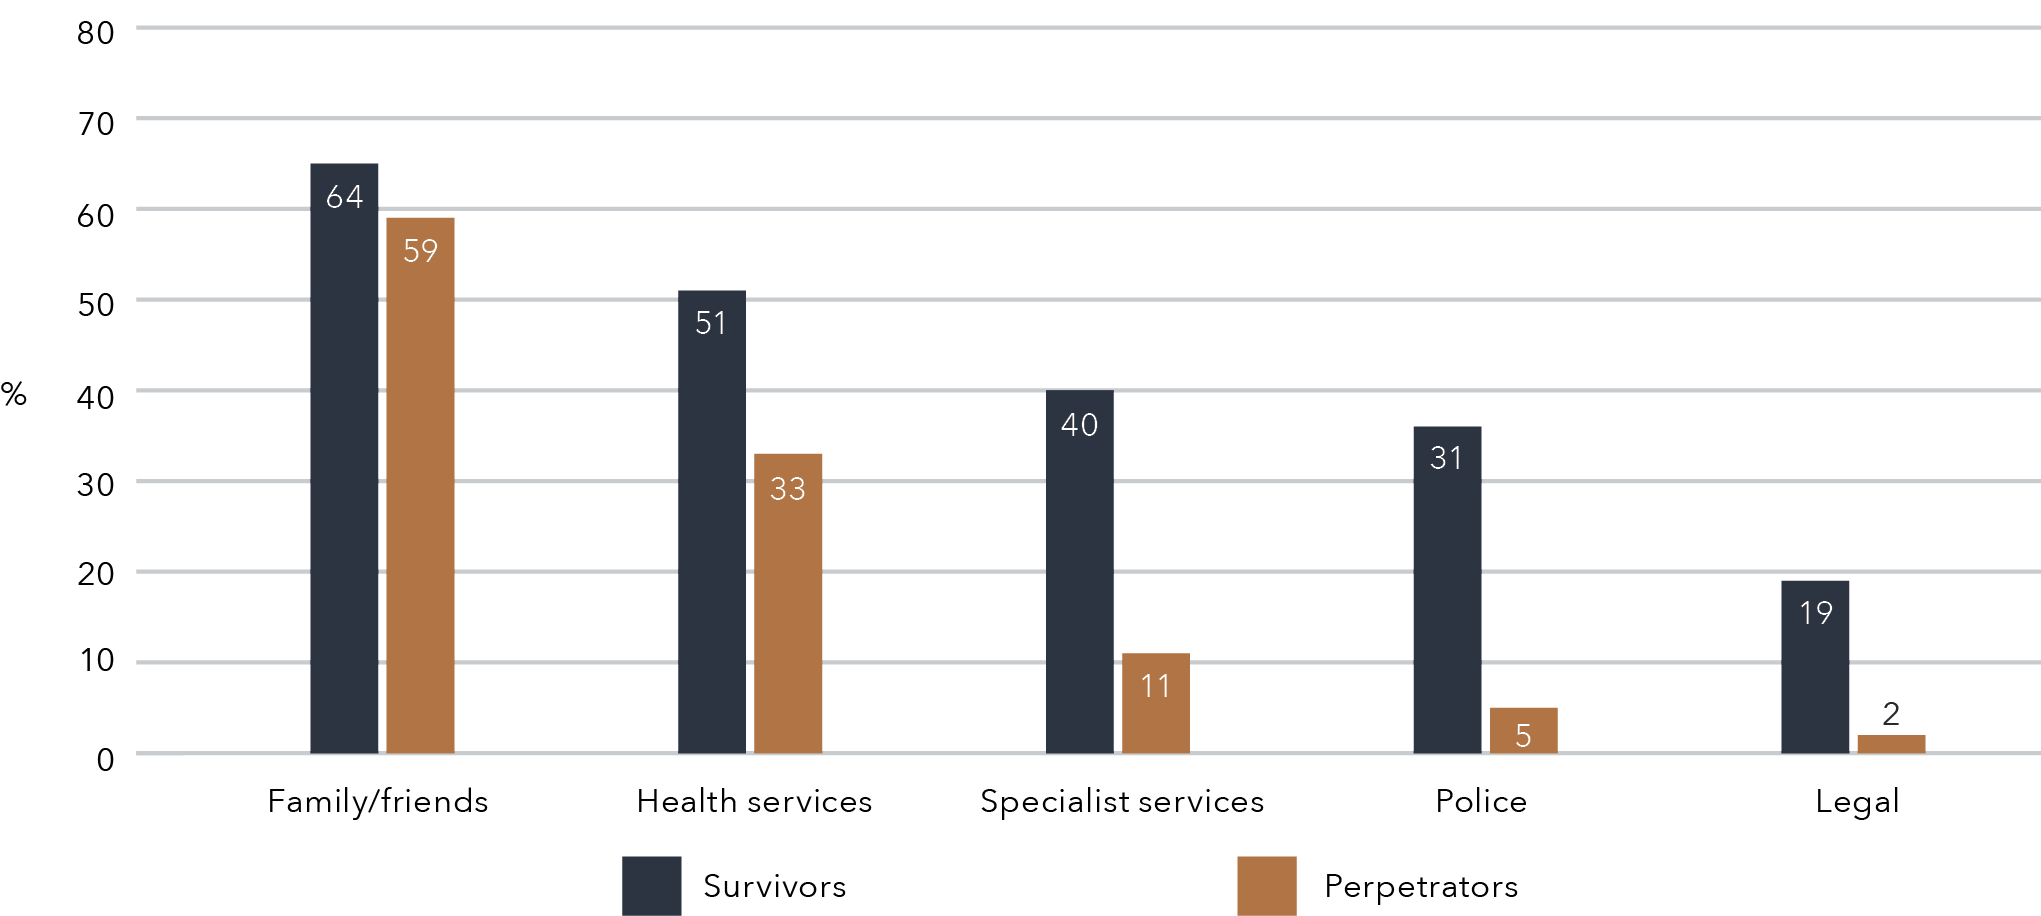 80
70
60
50
%
40
30
20
10
0
64
59
51
33
40
11
31
5
19
2
Family/friends
Health services
Specialist services
Police
Legal
Survivors
Perpetrators